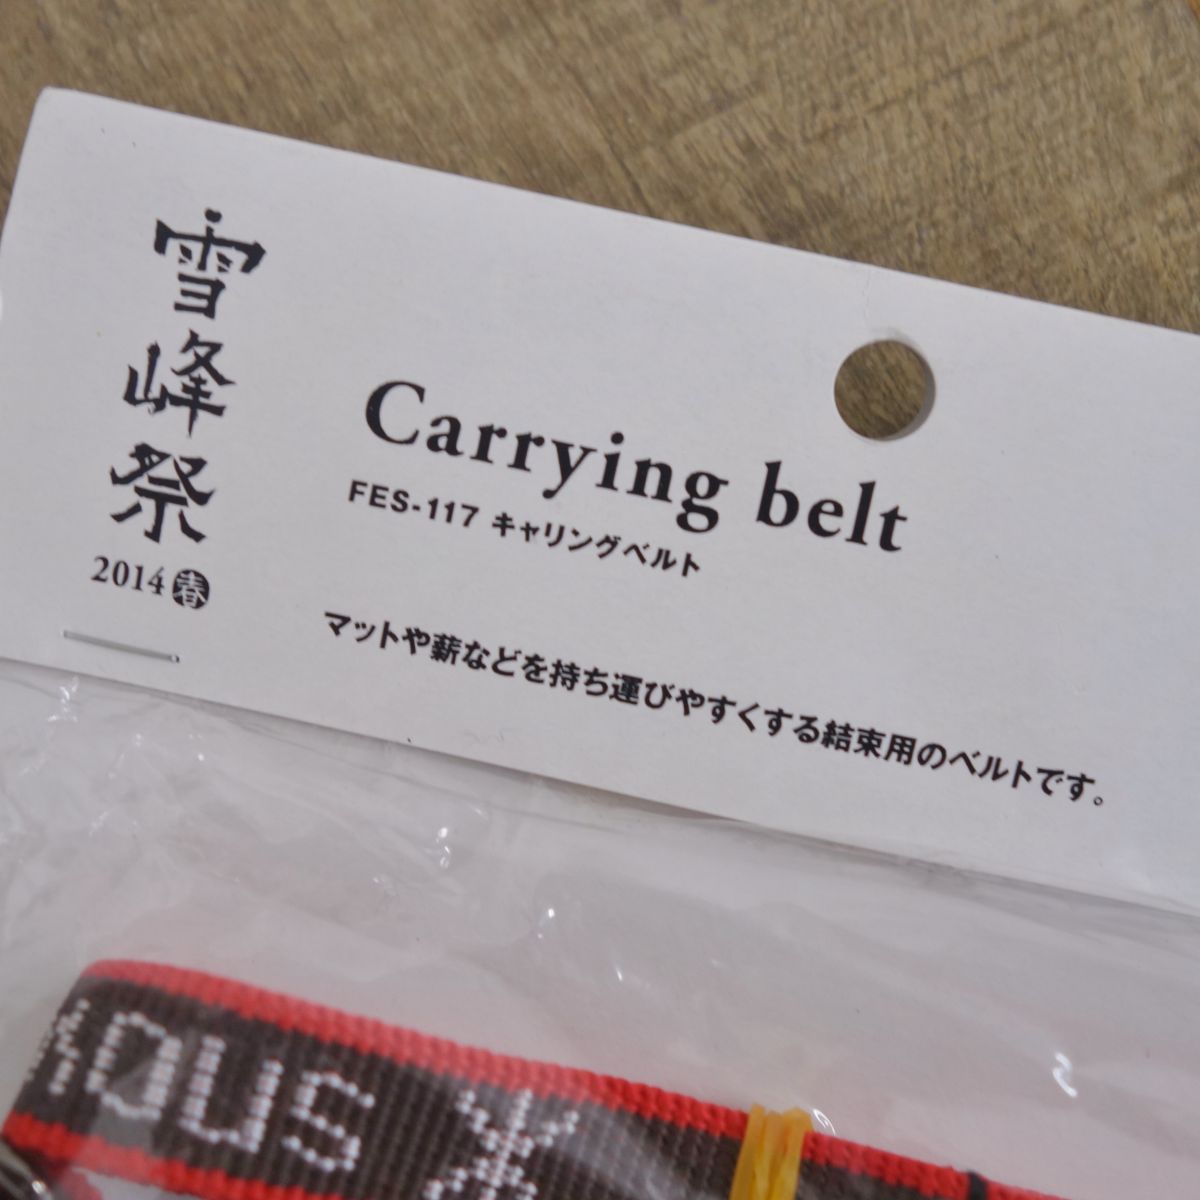 雪峰祭
2014 春
Carrying belt
FES-117 キャリングベルト
マットや薪などを持ち運びやすくする結束用のベルトです。